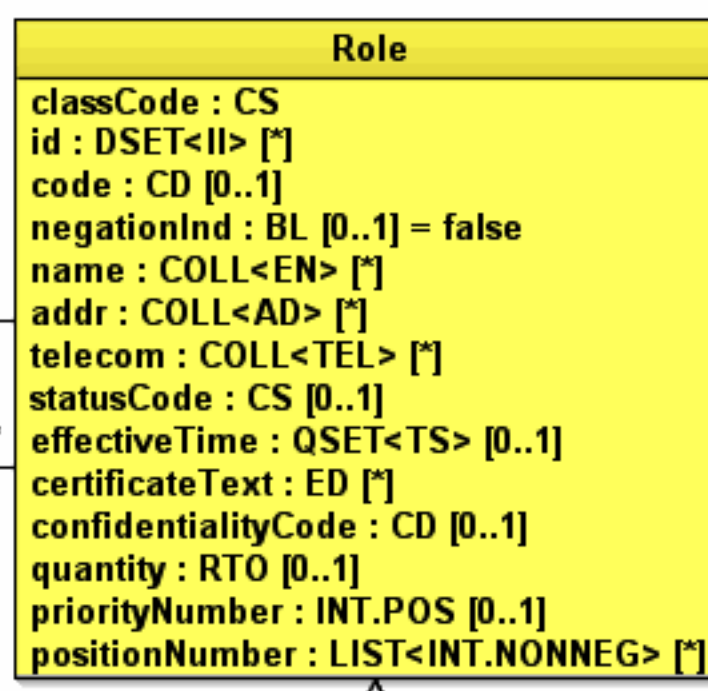 Role
classCode : CS
id : DSET<II> [*]
code : CD [0..1]
negationInd : BL [0..1] = false
name : COLL<EN> [*]
addr : COLL<AD> [*]
telecom : COLL<TEL> [*]
statusCode : CS [0..1]
effectiveTime : QSET<TS> [0..1]
certificateText : ED [*]
confidentialityCode : CD [0..1]
quantity : RTO [0..1]
priorityNumber : INT.POS [0..1]
positionNumber : LIST<INT.NONNEG> [*]